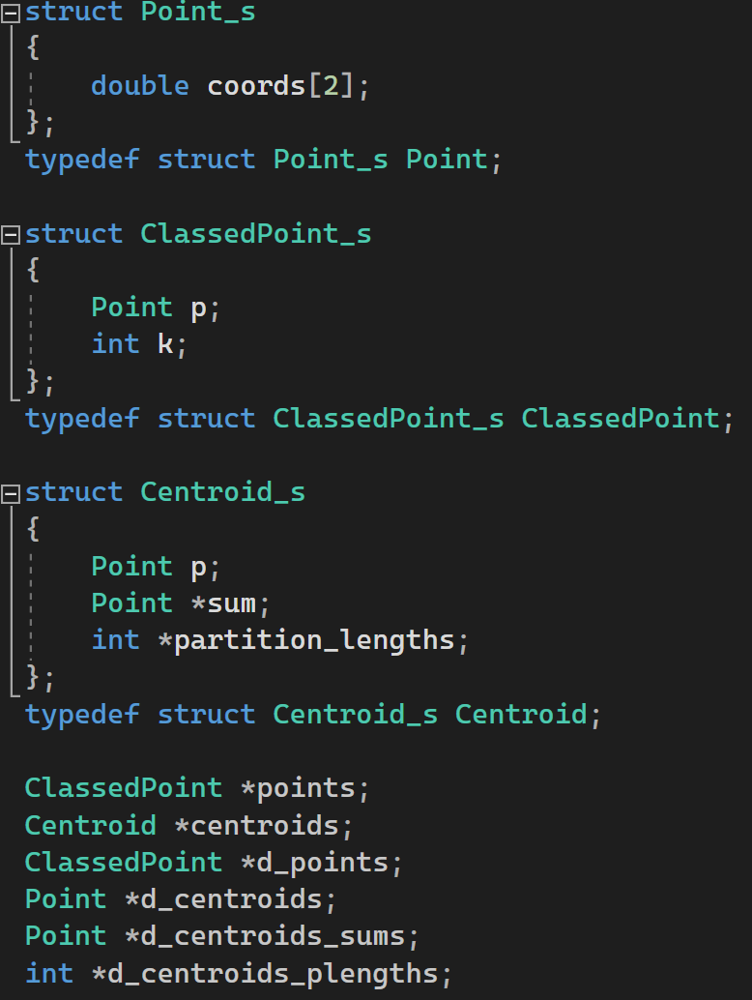 struct Point_s
{
    double coords[2];
};
typedef struct Point_s Point;

struct ClassedPoint_s
{
    Point p;
    int k;
};
typedef struct ClassedPoint_s ClassedPoint;

struct Centroid_s
{
    Point p;
    Point *sum;
    int *partition_lengths;
};
typedef struct Centroid_s Centroid;

ClassedPoint *points;
Centroid *centroids;
ClassedPoint *d_points;
Point *d_centroids;
Point *d_centroids_sums;
int *d_centroids_plengths;